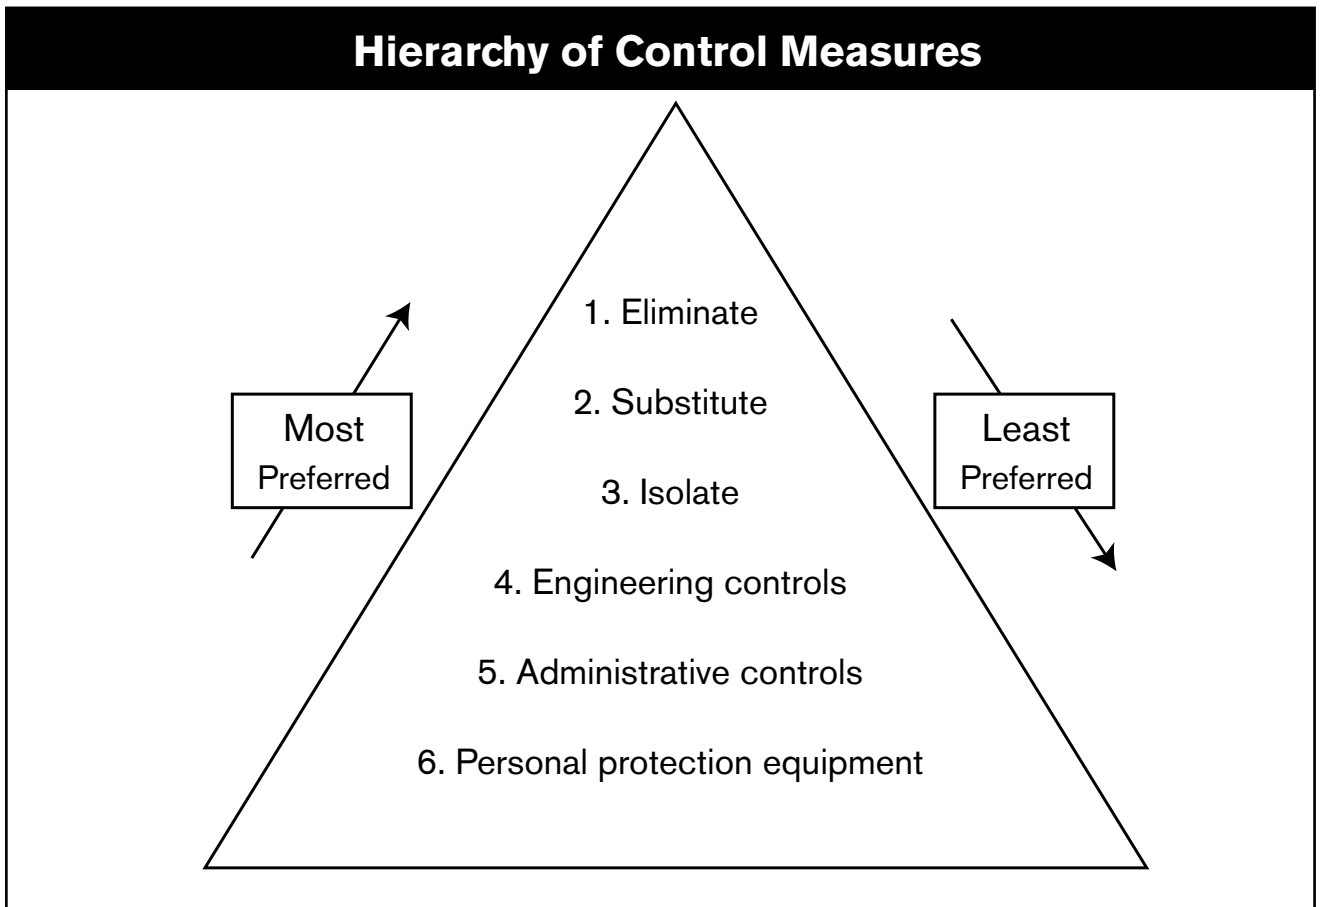 Hierarchy of Control Measures
1. Eliminate
2. Substitute
Most
Preferred
Least
Preferred
3. Isolate
4. Engineering controls
5. Administrative controls
6. Personal protection equipment